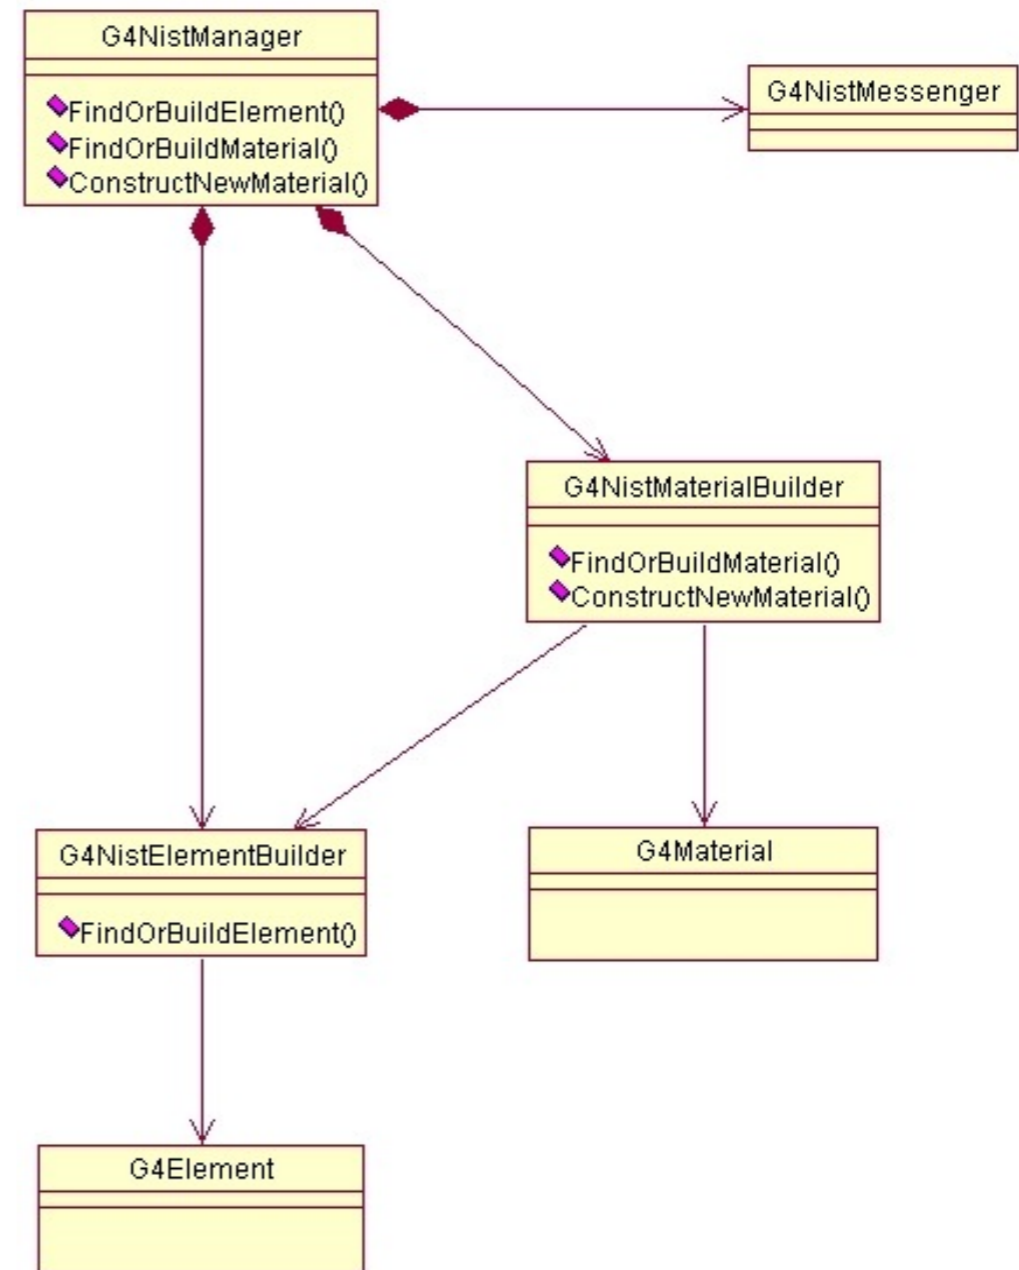 G4NistManager
FindOrBuildElement()
FindOrBuildMaterial()
ConstructNewMaterial()
G4NistMessenger
G4NistMaterialBuilder
FindOrBuildMaterial()
ConstructNewMaterial()
G4NistElementBuilder
FindOrBuildElement()
G4Material
G4Element